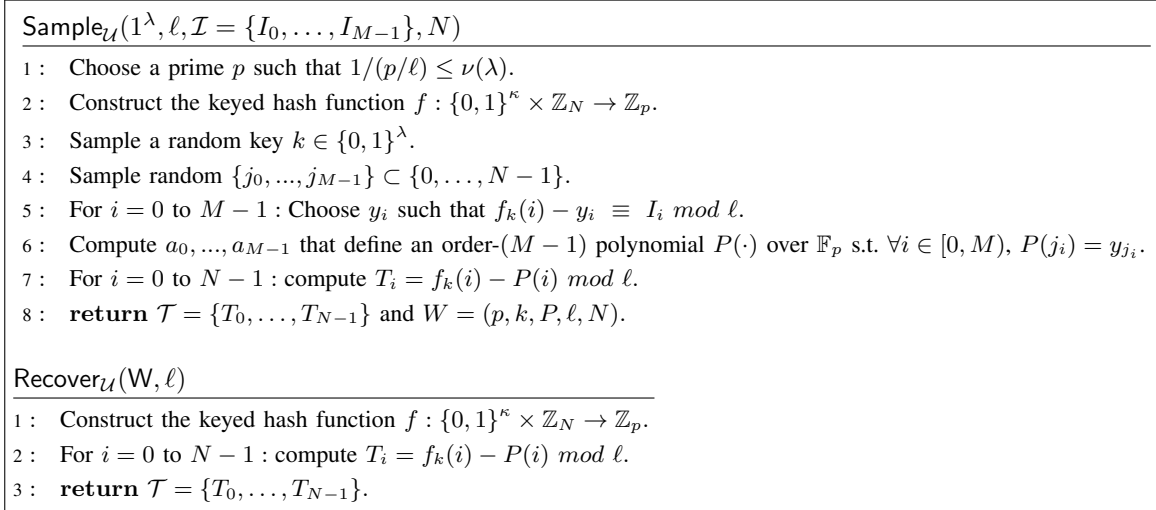 Sample𝒰(1^λ, ℓ, ℐ = {I_0, . . . , I_{M−1}}, N)
1 : Choose a prime p such that 1/(p/ℓ) ≤ ν(λ).
2 : Construct the keyed hash function f : {0, 1}^κ × ℤ_N → ℤ_p.
3 : Sample a random key k ∈ {0, 1}^λ.
4 : Sample random {j_0, ..., j_{M−1}} ⊂ {0, . . . , N − 1}.
5 : For i = 0 to M − 1 : Choose y_i such that f_k(i) − y_i ≡ I_i mod ℓ.
6 : Compute a_0, ..., a_{M−1} that define an order-(M − 1) polynomial P(·) over 𝔽_p s.t. ∀i ∈ [0, M), P(j_i) = y_{j_i}.
7 : For i = 0 to N − 1 : compute T_i = f_k(i) − P(i) mod ℓ.
8 : return 𝒯 = {T_0, . . . , T_{N−1}} and W = (p, k, P, ℓ, N).
Recover𝒰(W, ℓ)
1 : Construct the keyed hash function f : {0, 1}^κ × ℤ_N → ℤ_p.
2 : For i = 0 to N − 1 : compute T_i = f_k(i) − P(i) mod ℓ.
3 : return 𝒯 = {T_0, . . . , T_{N−1}}.